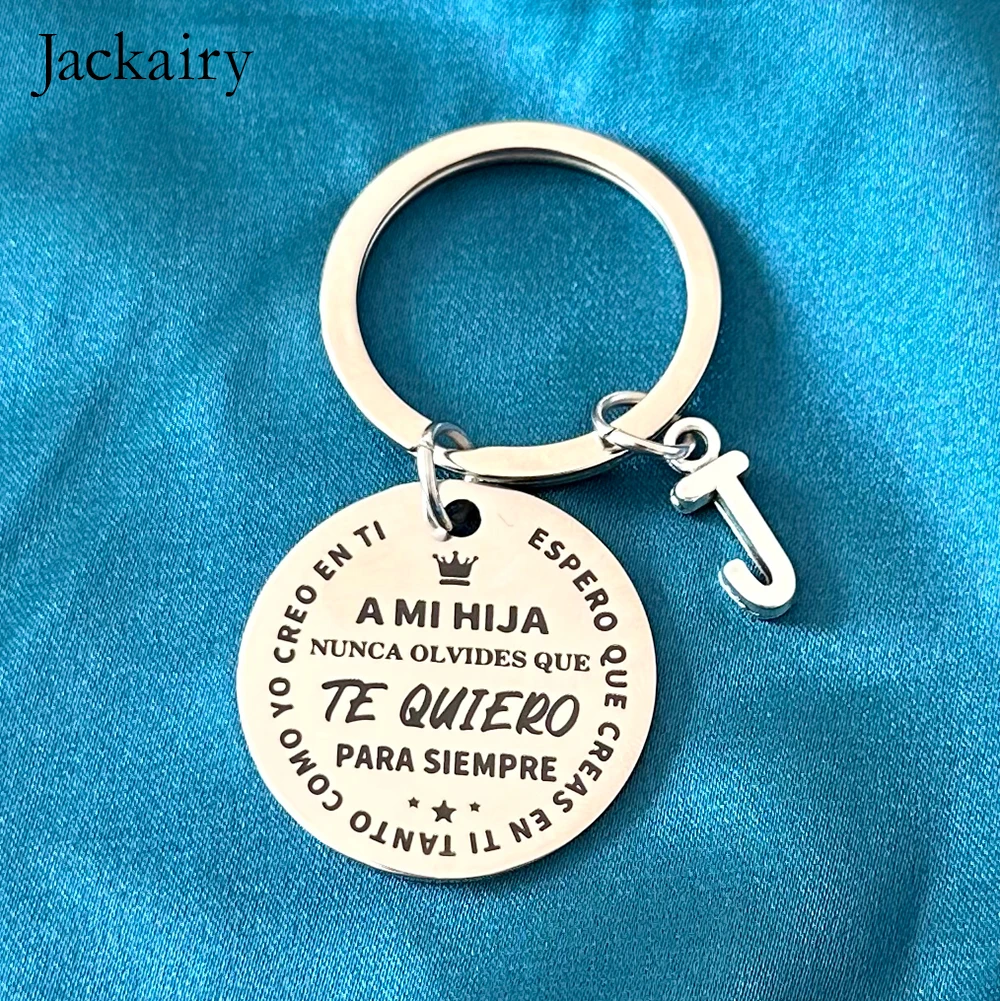 Jackairy
A MI HIJA
NUNCA OLVIDES QUE
TE QUIERO
PARA SIEMPRE
ESPERO QUE CREAS EN TI TANTO COMO YO CREO EN TI
J